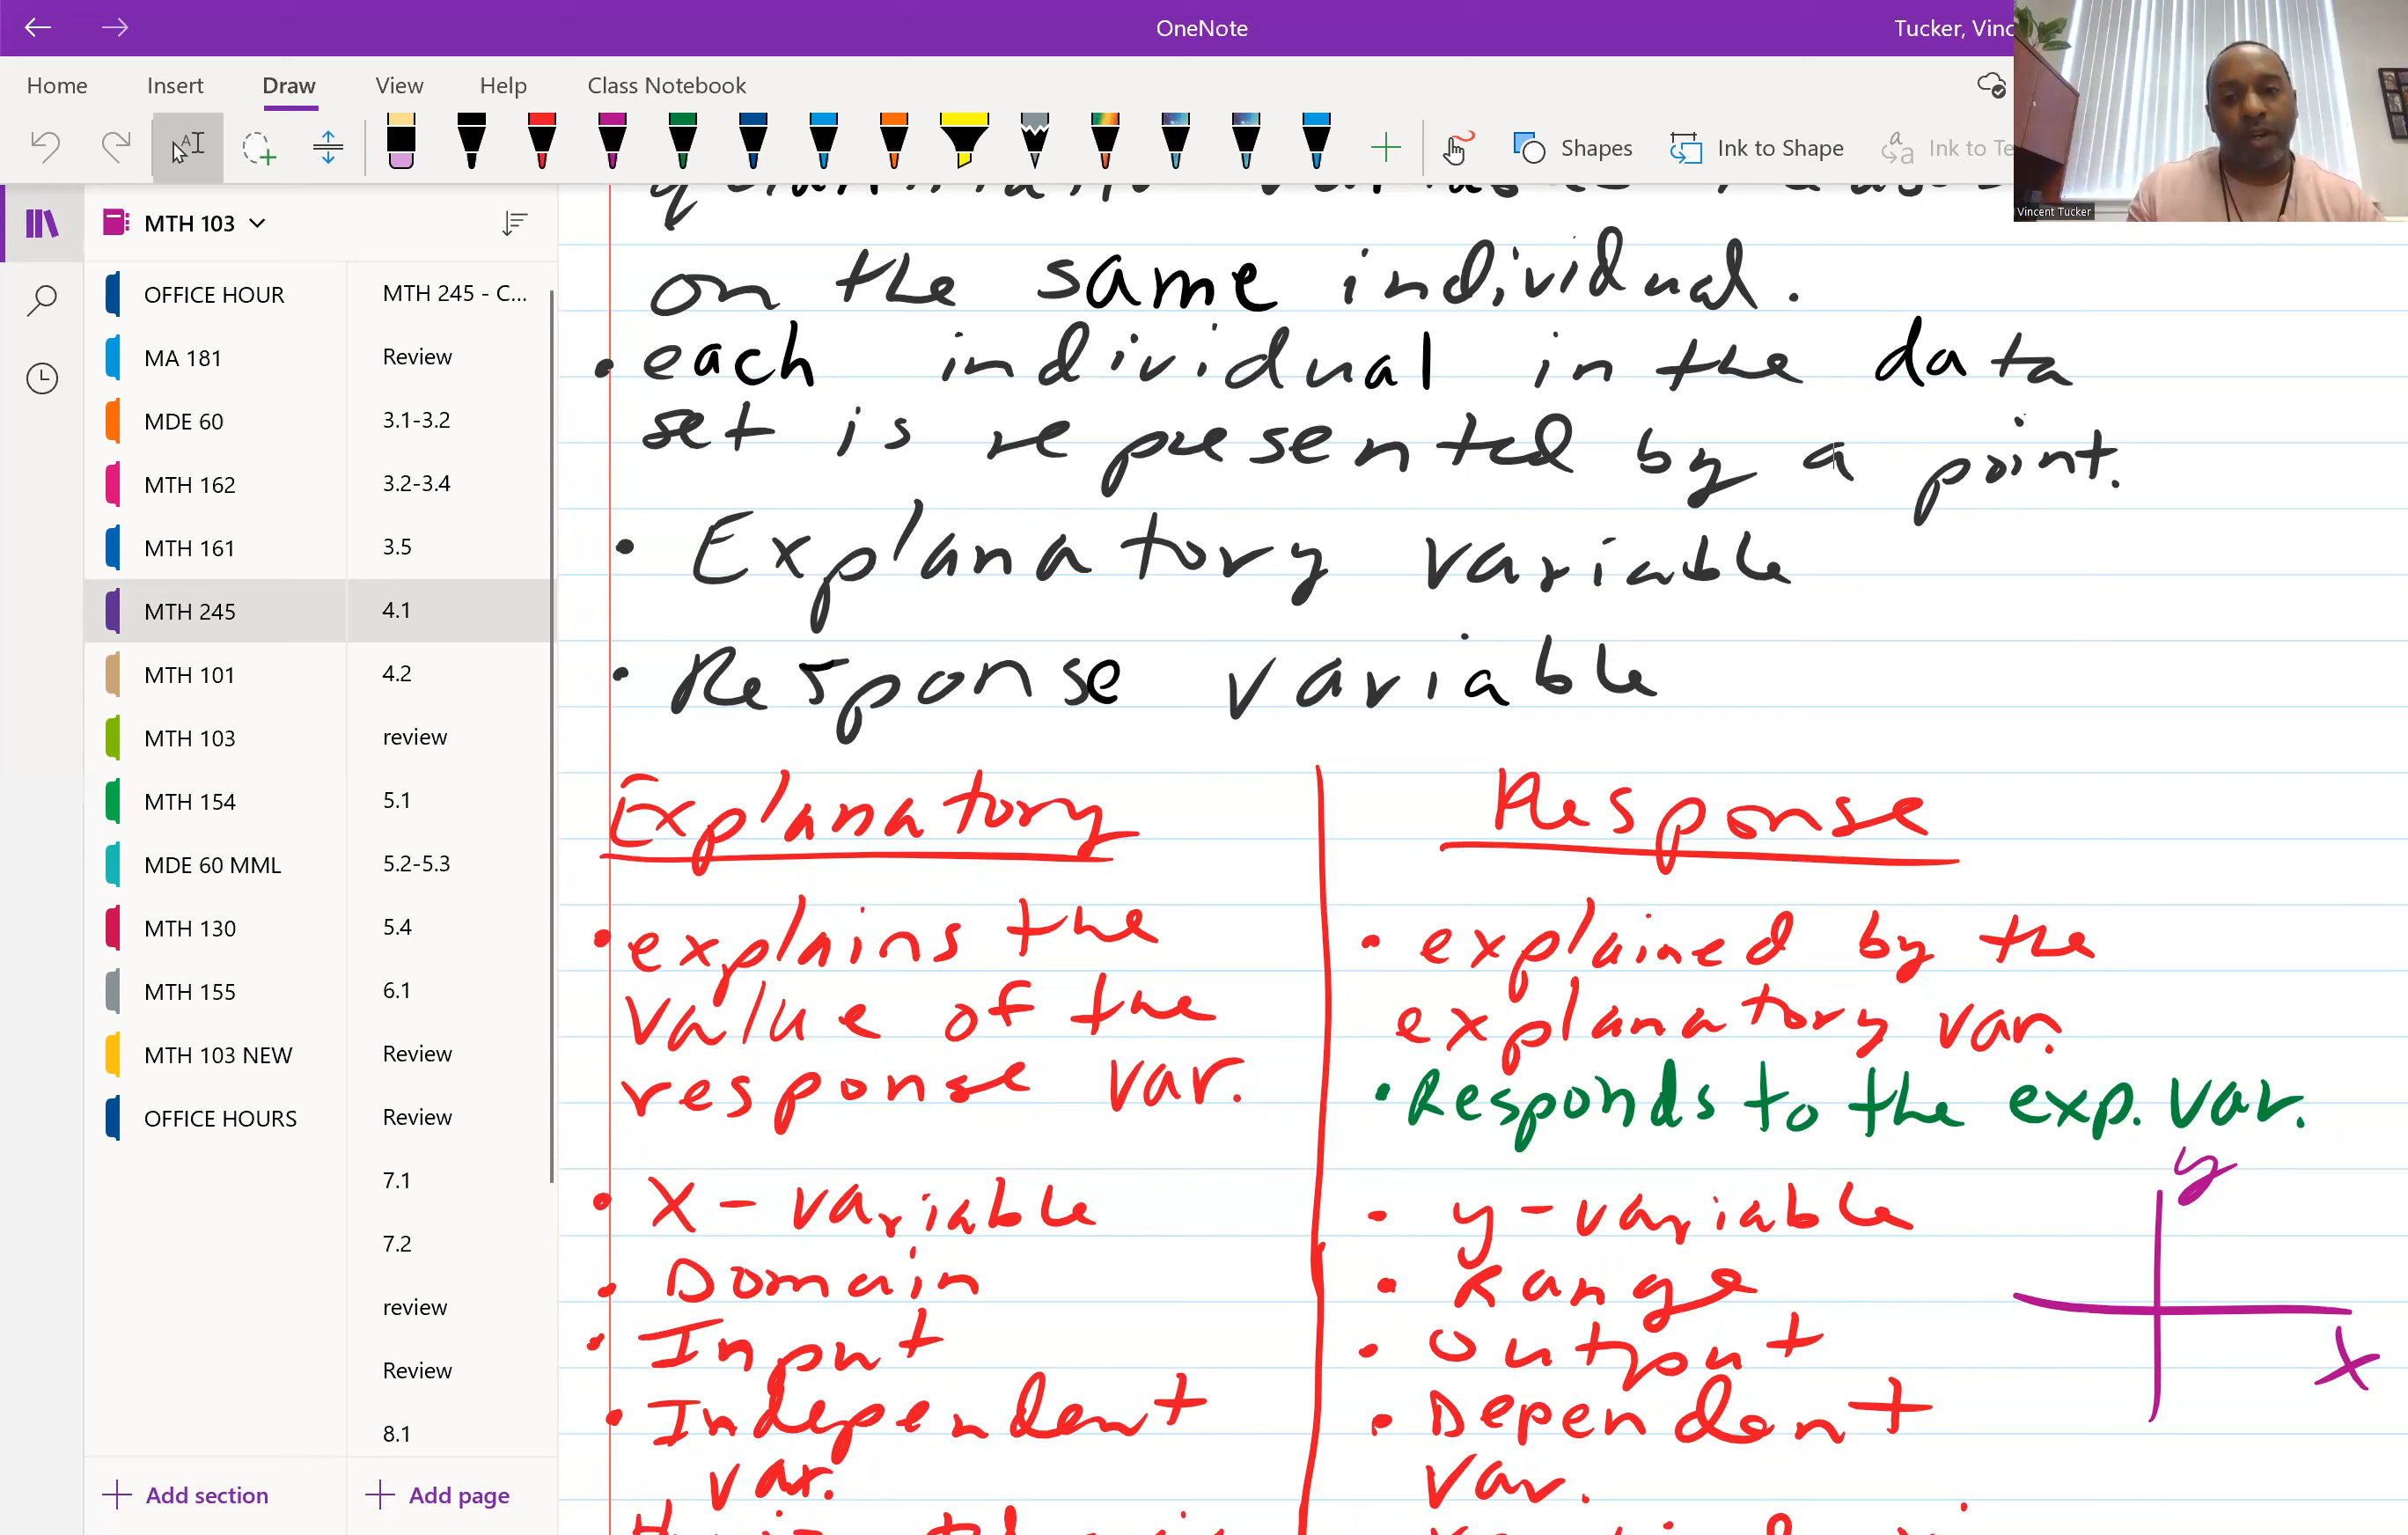 OneNote
Tucker, Vinc
Home Insert Draw View Help Class Notebook
Shapes Ink to Shape Ink to Te
Vincent Tucker
MTH 103
OFFICE HOUR
MA 181
MDE 60
MTH 162
MTH 161
MTH 245
MTH 101
MTH 103
MTH 154
MDE 60 MML
MTH 130
MTH 155
MTH 103 NEW
OFFICE HOURS
Add section
MTH 245 - C...
Review
3.1-3.2
3.2-3.4
3.5
4.1
4.2
review
5.1
5.2-5.3
5.4
6.1
Review
Review
7.1
7.2
review
Review
8.1
Add page
on the same individual.
• each individual in the data
set is represented by a point.
• Explanatory variable
• Response variable
Explanatory
• explains the
value of the
response var.
• X - variable
• Domain
• Input
• Independent
var.
Response
• explained by the
explanatory var.
• Responds to the exp. var.
• y - variable
• Range
• output
• Dependent
var.
y
x